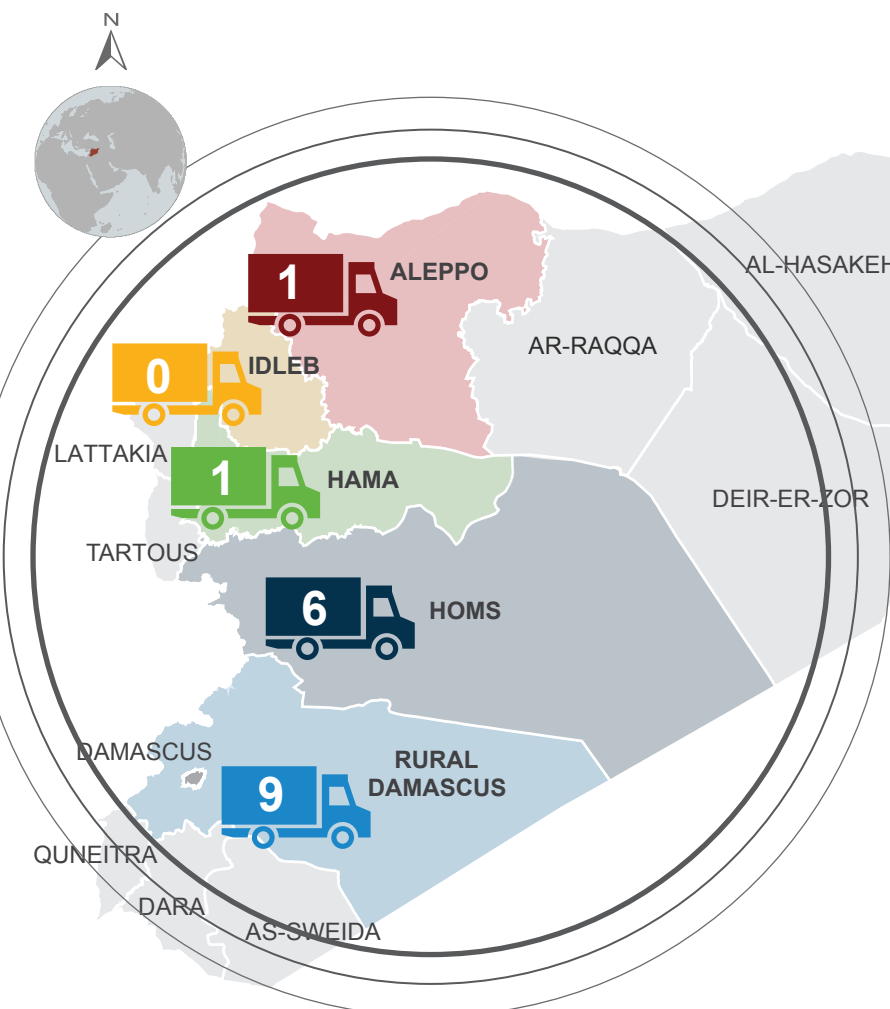 N
AL-HASAKEH
1
ALEPPO
AR-RAQQA
0
IDLEB
LATTAKIA
1
HAMA
DEIR-ER-ZOR
TARTOUS
6
HOMS
DAMASCUS
RURAL
DAMASCUS
9
QUNEITRA
DARA
AS-SWEIDA